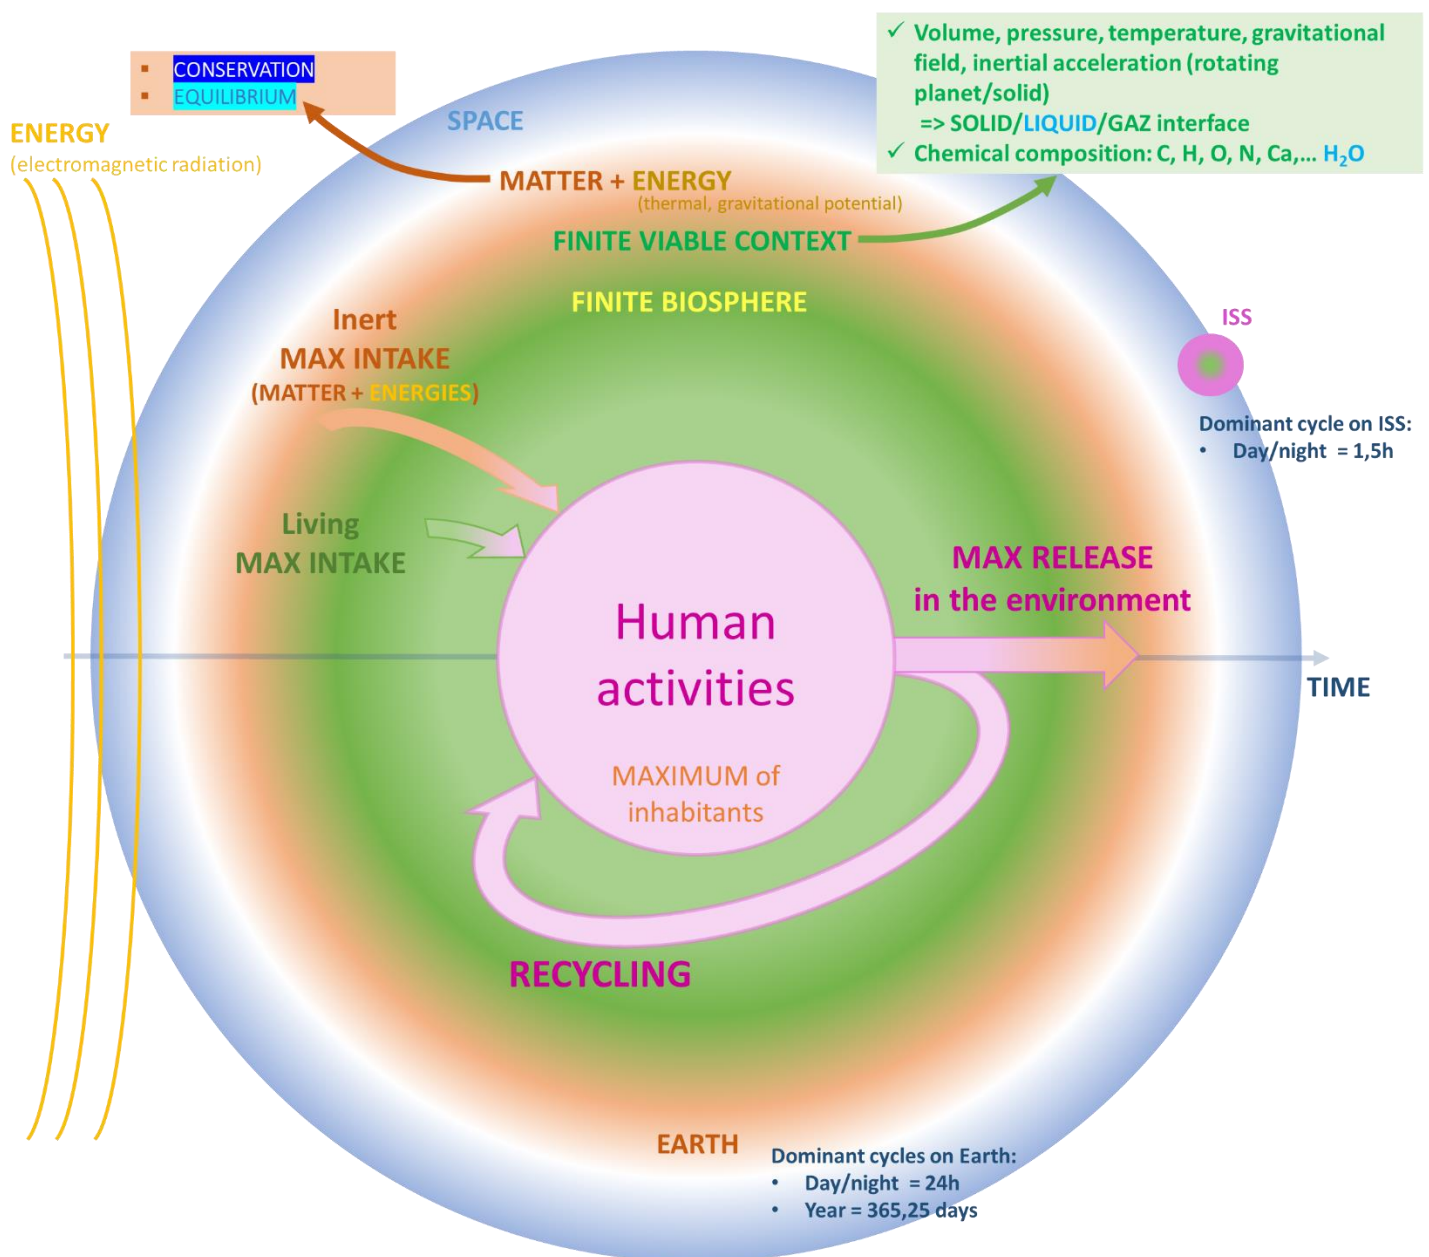 CONSERVATION
EQUILIBRIUM
ENERGY
(electromagnetic radiation)
SPACE
✓ Volume, pressure, temperature, gravitational
field, inertial acceleration (rotating
planet/solid)
=> SOLID/LIQUID/GAZ interface
✓ Chemical composition: C, H, O, N, Ca,... H₂O
MATTER + ENERGY
(thermal, gravitational potential)
FINITE VIABLE CONTEXT
FINITE BIOSPHERE
Inert
MAX INTAKE
(MATTER + ENERGIES)
ISS
Dominant cycle on ISS:
• Day/night = 1,5h
Living
MAX INTAKE
MAX RELEASE
in the environment
Human
activities
TIME
MAXIMUM of
inhabitants
RECYCLING
EARTH
Dominant cycles on Earth:
• Day/night = 24h
• Year = 365,25 days